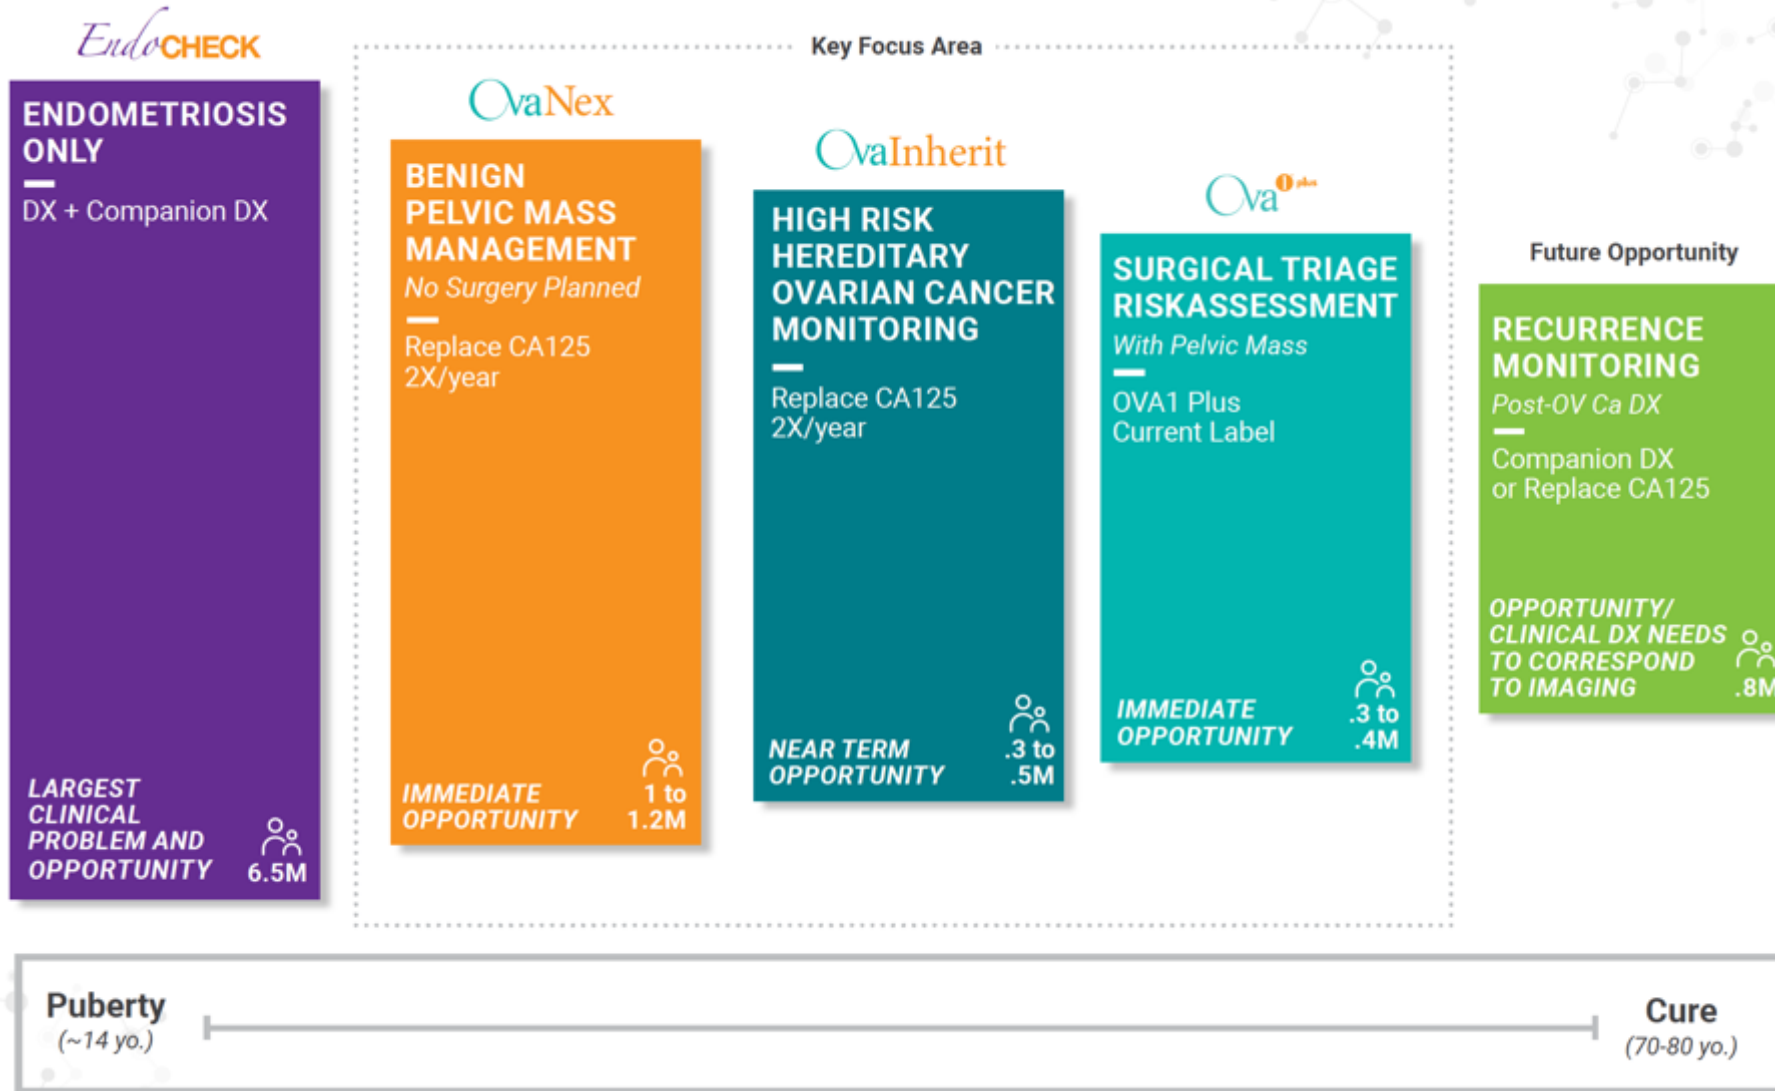 EndoCHECK
ENDOMETRIOSIS
ONLY
DX + Companion DX
LARGEST
CLINICAL
PROBLEM AND
OPPORTUNITY
6.5M
Key Focus Area
OvaNex
BENIGN
PELVIC MASS
MANAGEMENT
No Surgery Planned
Replace CA125
2X/year
IMMEDIATE
OPPORTUNITY
1 to
1.2M
OvaInherit
HIGH RISK
HEREDITARY
OVARIAN CANCER
MONITORING
Replace CA125
2X/year
NEAR TERM
OPPORTUNITY
.3 to
.5M
Ova1 plus
SURGICAL TRIAGE
RISKASSESSMENT
With Pelvic Mass
OVA1 Plus
Current Label
IMMEDIATE
OPPORTUNITY
.3 to
.4M
Future Opportunity
RECURRENCE
MONITORING
Post-OV Ca DX
Companion DX
or Replace CA125
OPPORTUNITY/
CLINICAL DX NEEDS
TO CORRESPOND
TO IMAGING
.8M
Puberty
(~14 yo.)
Cure
(70-80 yo.)